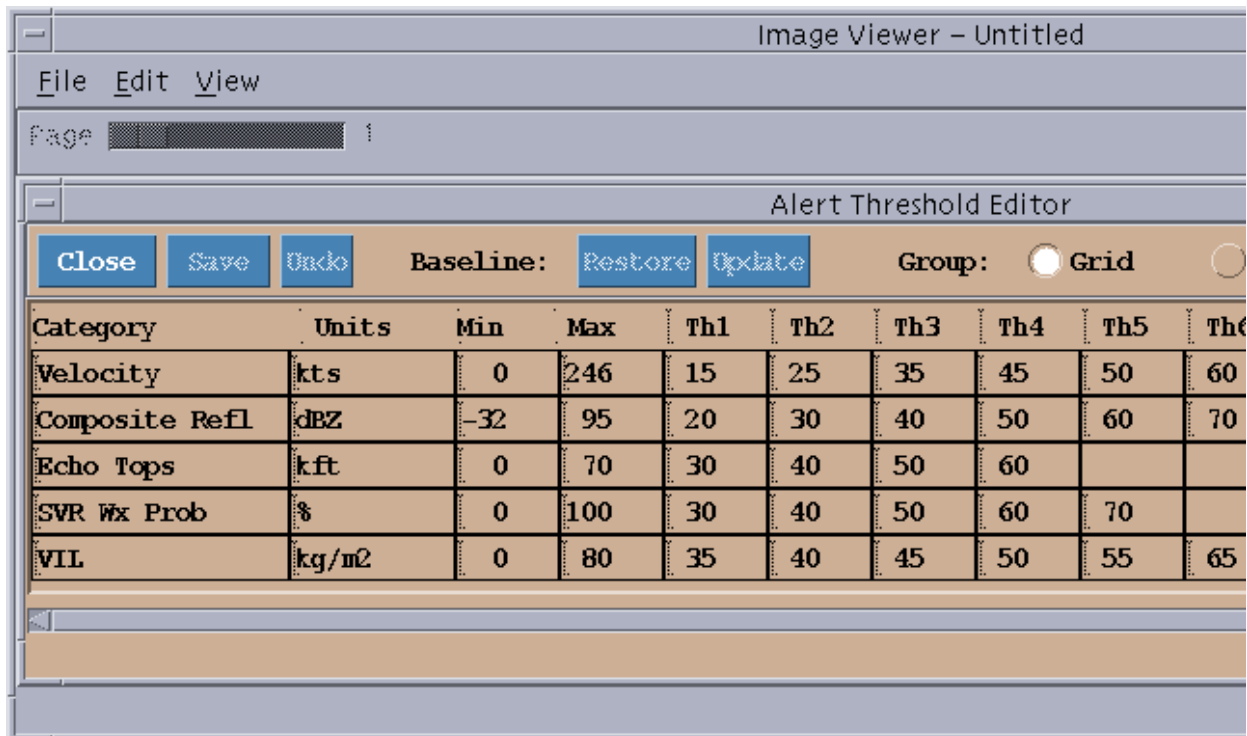 Image Viewer – Untitled
File Edit View
Page 1
Alert Threshold Editor
Close Save Undo Baseline: Restore Update Group: Grid
Category Units Min Max Th1 Th2 Th3 Th4 Th5 Th6
Velocity kts 0 246 15 25 35 45 50 60
Composite Refl dBZ -32 95 20 30 40 50 60 70
Echo Tops kft 0 70 30 40 50 60
SVR Wx Prob % 0 100 30 40 50 60 70
VIL kg/m2 0 80 35 40 45 50 55 65